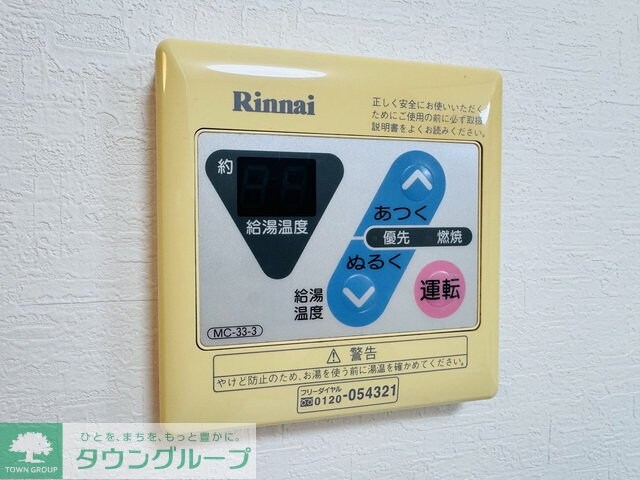 Rinnai
正しく安全にお使いいただく
ためにご使用の前に必ず取扱
説明書をよくお読みください。
約
給湯温度
あつく
優先 燃焼
ぬるく
給湯
温度
運転
MC-33-3
警告
やけど防止のため、お湯を使う前に湯温を確かめてください。
フリーダイヤル
0120-054321
ひとを、まちを、もっと豊かに。
タウングループ
TOWN GROUP